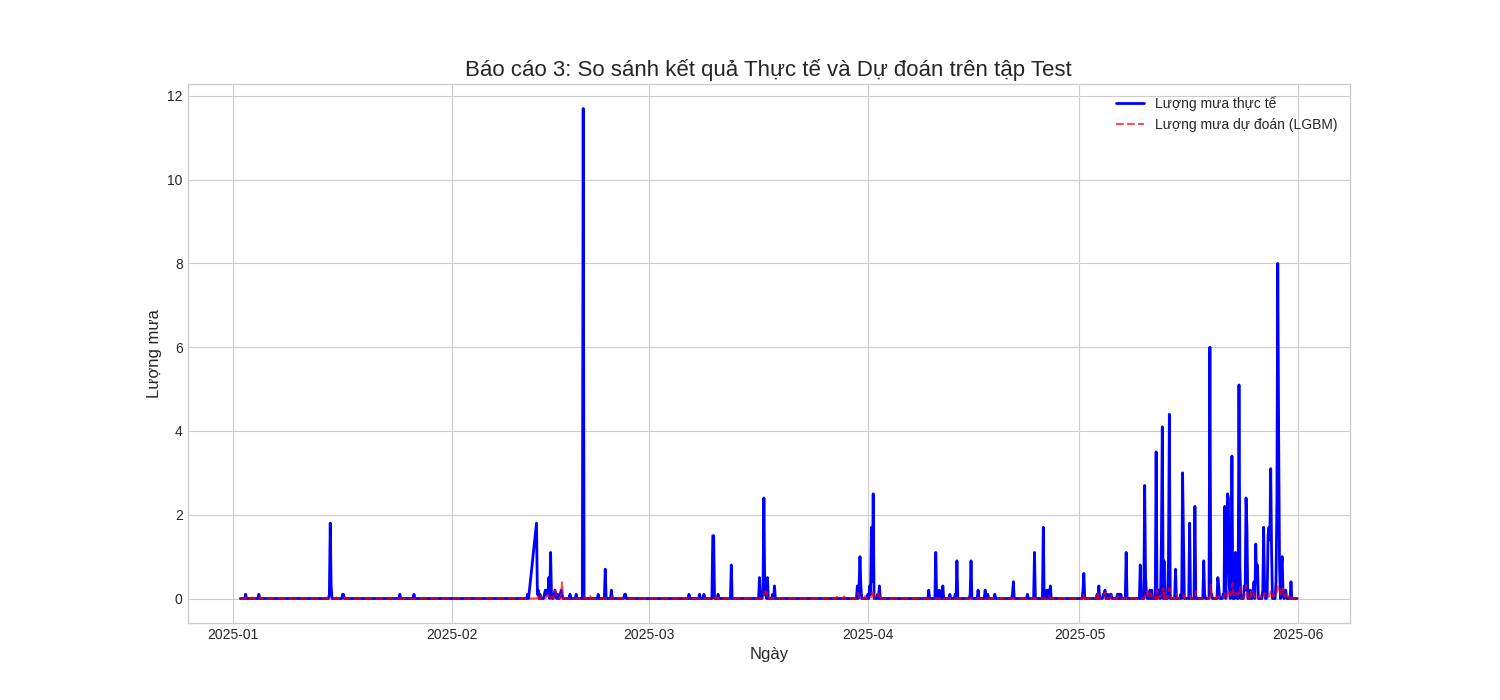 Báo cáo 3: So sánh kết quả Thực tế và Dự đoán trên tập Test
Lượng mưa thực tế
Lượng mưa dự đoán (LGBM)
12
10
8
6
4
2
0
Lượng mưa
2025-01
2025-02
2025-03
2025-04
2025-05
2025-06
Ngày